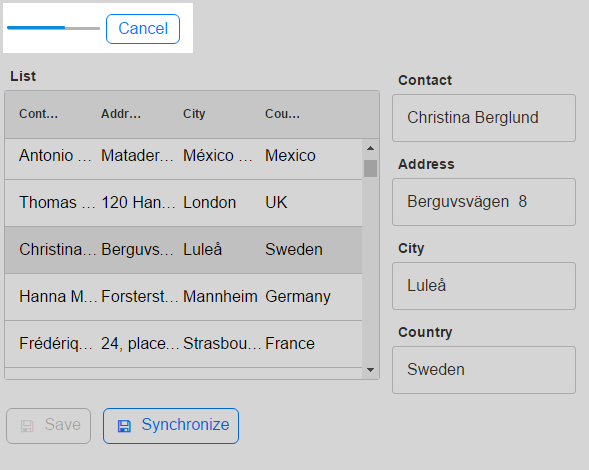 Cancel
List
Cont… Addr… City Cou…
Antonio … Matader… México … Mexico
Thomas … 120 Han… London UK
Christina… Berguvs… Luleå Sweden
Hanna M… Forsterst… Mannheim Germany
Frédériq… 24, place… Strasbou… France
Contact
Christina Berglund
Address
Berguvsvägen  8
City
Luleå
Country
Sweden
Save Synchronize